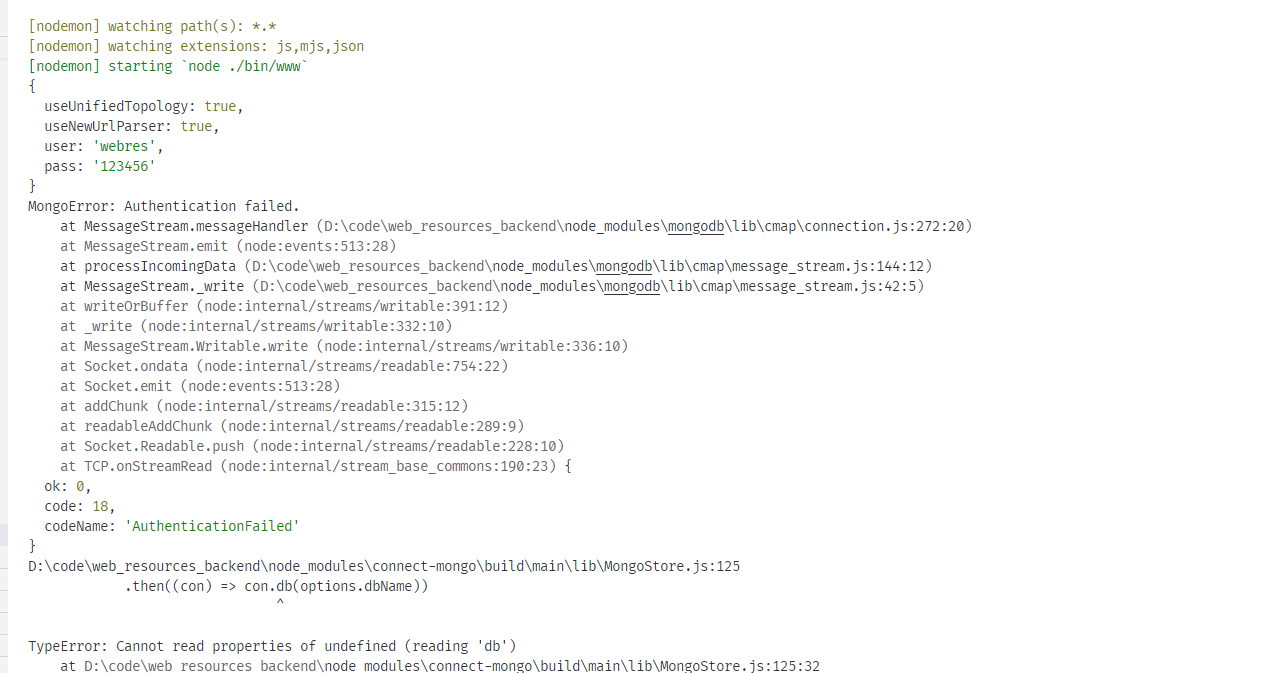 [nodemon] watching path(s): *.*
[nodemon] watching extensions: js,mjs,json
[nodemon] starting `node ./bin/www`
{
  useUnifiedTopology: true,
  useNewUrlParser: true,
  user: 'webres',
  pass: '123456'
}
MongoError: Authentication failed.
    at MessageStream.messageHandler (D:\code\web_resources_backend\node_modules\mongodb\lib\cmap\connection.js:272:20)
    at MessageStream.emit (node:events:513:28)
    at processIncomingData (D:\code\web_resources_backend\node_modules\mongodb\lib\cmap\message_stream.js:144:12)
    at MessageStream._write (D:\code\web_resources_backend\node_modules\mongodb\lib\cmap\message_stream.js:42:5)
    at writeOrBuffer (node:internal/streams/writable:391:12)
    at _write (node:internal/streams/writable:332:10)
    at MessageStream.Writable.write (node:internal/streams/writable:336:10)
    at Socket.ondata (node:internal/streams/readable:754:22)
    at Socket.emit (node:events:513:28)
    at addChunk (node:internal/streams/readable:315:12)
    at readableAddChunk (node:internal/streams/readable:289:9)
    at Socket.Readable.push (node:internal/streams/readable:228:10)
    at TCP.onStreamRead (node:internal/stream_base_commons:190:23) {
  ok: 0,
  code: 18,
  codeName: 'AuthenticationFailed'
}
D:\code\web_resources_backend\node_modules\connect-mongo\build\main\lib\MongoStore.js:125
            .then((con) => con.db(options.dbName))
                               ^
TypeError: Cannot read properties of undefined (reading 'db')
    at D:\code\web_resources_backend\node_modules\connect-mongo\build\main\lib\MongoStore.js:125:32